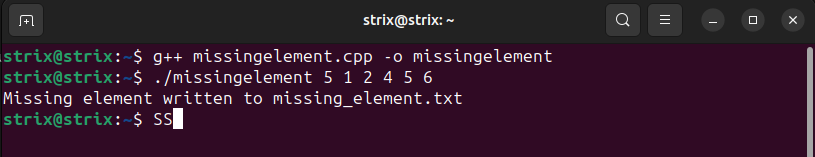 strix@strix: ~
strix@strix:~$ g++ missingelement.cpp -o missingelement
strix@strix:~$ ./missingelement 5 1 2 4 5 6
Missing element written to missing_element.txt
strix@strix:~$ SS